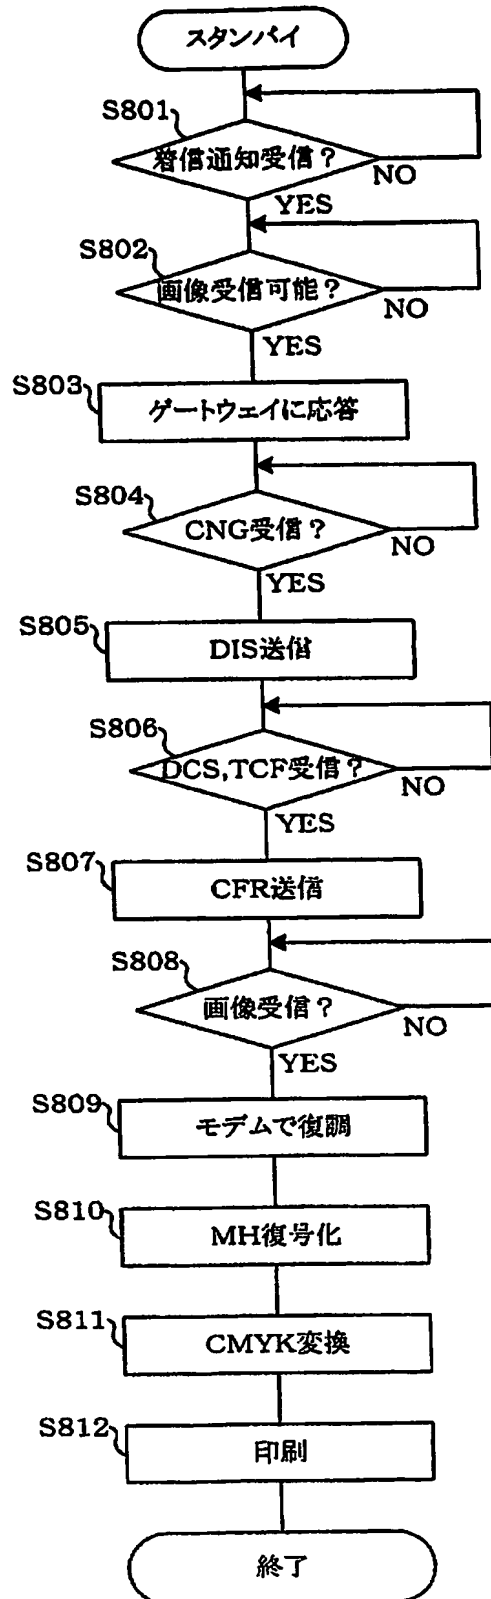 スタンバイ
S801
着信通知受信？
NO
YES
S802
画像受信可能？
NO
YES
S803
ゲートウェイに応答
S804
CNG受信？
NO
YES
S805
DIS送信
S806
DCS,TCF受信？
NO
YES
S807
CFR送信
S808
画像受信？
NO
YES
S809
モデムで復調
S810
MH復号化
S811
CMYK変換
S812
印刷
終了